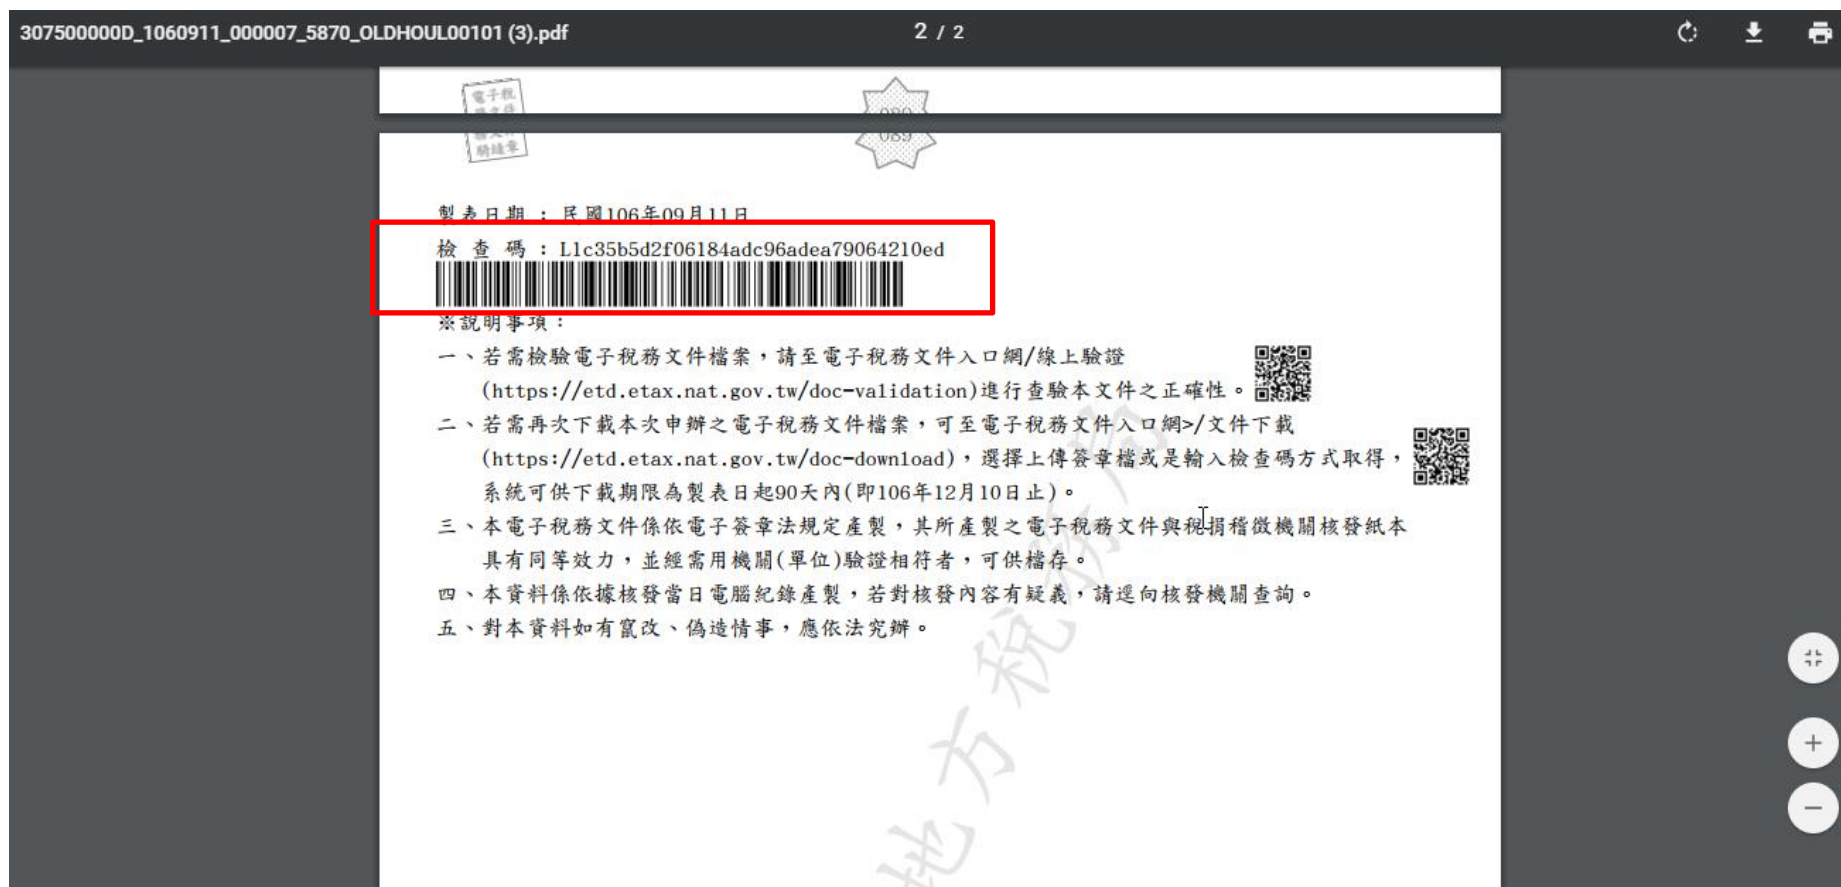 307500000D_1060911_000007_5870_OLDHOUL00101 (3).pdf
2 / 2
電子稅
騎縫章
089
製表日期 : 民國106年09月11日
檢 查 碼 : L1c35b5d2f06184adc96adea79064210ed
※說明事項:
一、若需檢驗電子稅務文件檔案,請至電子稅務文件入口網/線上驗證
(https://etd.etax.nat.gov.tw/doc-validation)進行查驗本文件之正確性。
二、若需再次下載本次申辦之電子稅務文件檔案,可至電子稅務文件入口網>/文件下載
(https://etd.etax.nat.gov.tw/doc-download),選擇上傳簽章檔或是輸入檢查碼方式取得,
系統可供下載期限為製表日起90天內(即106年12月10日止)。
三、本電子稅務文件係依電子簽章法規定產製,其所產製之電子稅務文件與稅捐稽徵機關核發紙本
具有同等效力,並經需用機關(單位)驗證相符者,可供檔存。
四、本資料係依據核發當日電腦紀錄產製,若對核發內容有疑義,請逕向核發機關查詢。
五、對本資料如有竄改、偽造情事,應依法究辦。
地方稅務局